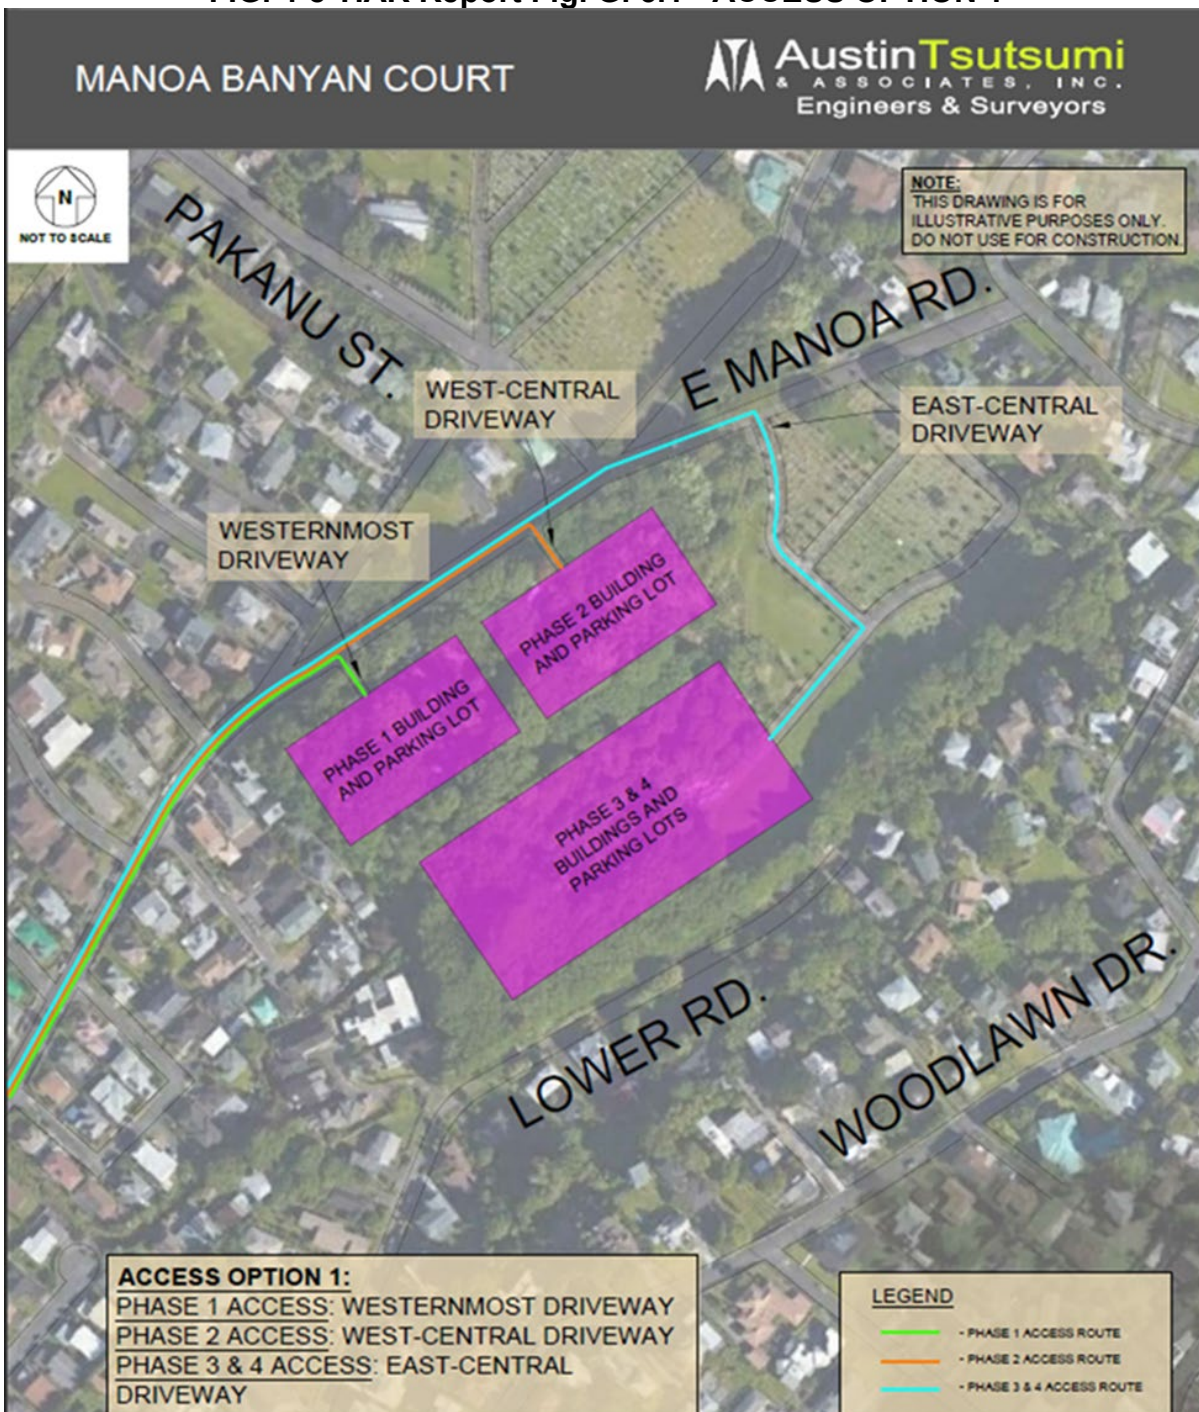 MANOA BANYAN COURT
AustinTsutsumi
& ASSOCIATES, INC.
Engineers & Surveyors
N
NOT TO SCALE
NOTE:
THIS DRAWING IS FOR
ILLUSTRATIVE PURPOSES ONLY.
DO NOT USE FOR CONSTRUCTION.
PAKANU ST.
E MANOA RD.
WEST-CENTRAL
DRIVEWAY
EAST-CENTRAL
DRIVEWAY
WESTERNMOST
DRIVEWAY
PHASE 2 BUILDING
AND PARKING LOT
PHASE 1 BUILDING
AND PARKING LOT
PHASE 3 & 4
BUILDINGS AND
PARKING LOTS
LOWER RD.
WOODLAWN DR.
ACCESS OPTION 1:
PHASE 1 ACCESS: WESTERNMOST DRIVEWAY
PHASE 2 ACCESS: WEST-CENTRAL DRIVEWAY
PHASE 3 & 4 ACCESS: EAST-CENTRAL
DRIVEWAY
LEGEND
- PHASE 1 ACCESS ROUTE
- PHASE 2 ACCESS ROUTE
- PHASE 3 & 4 ACCESS ROUTE